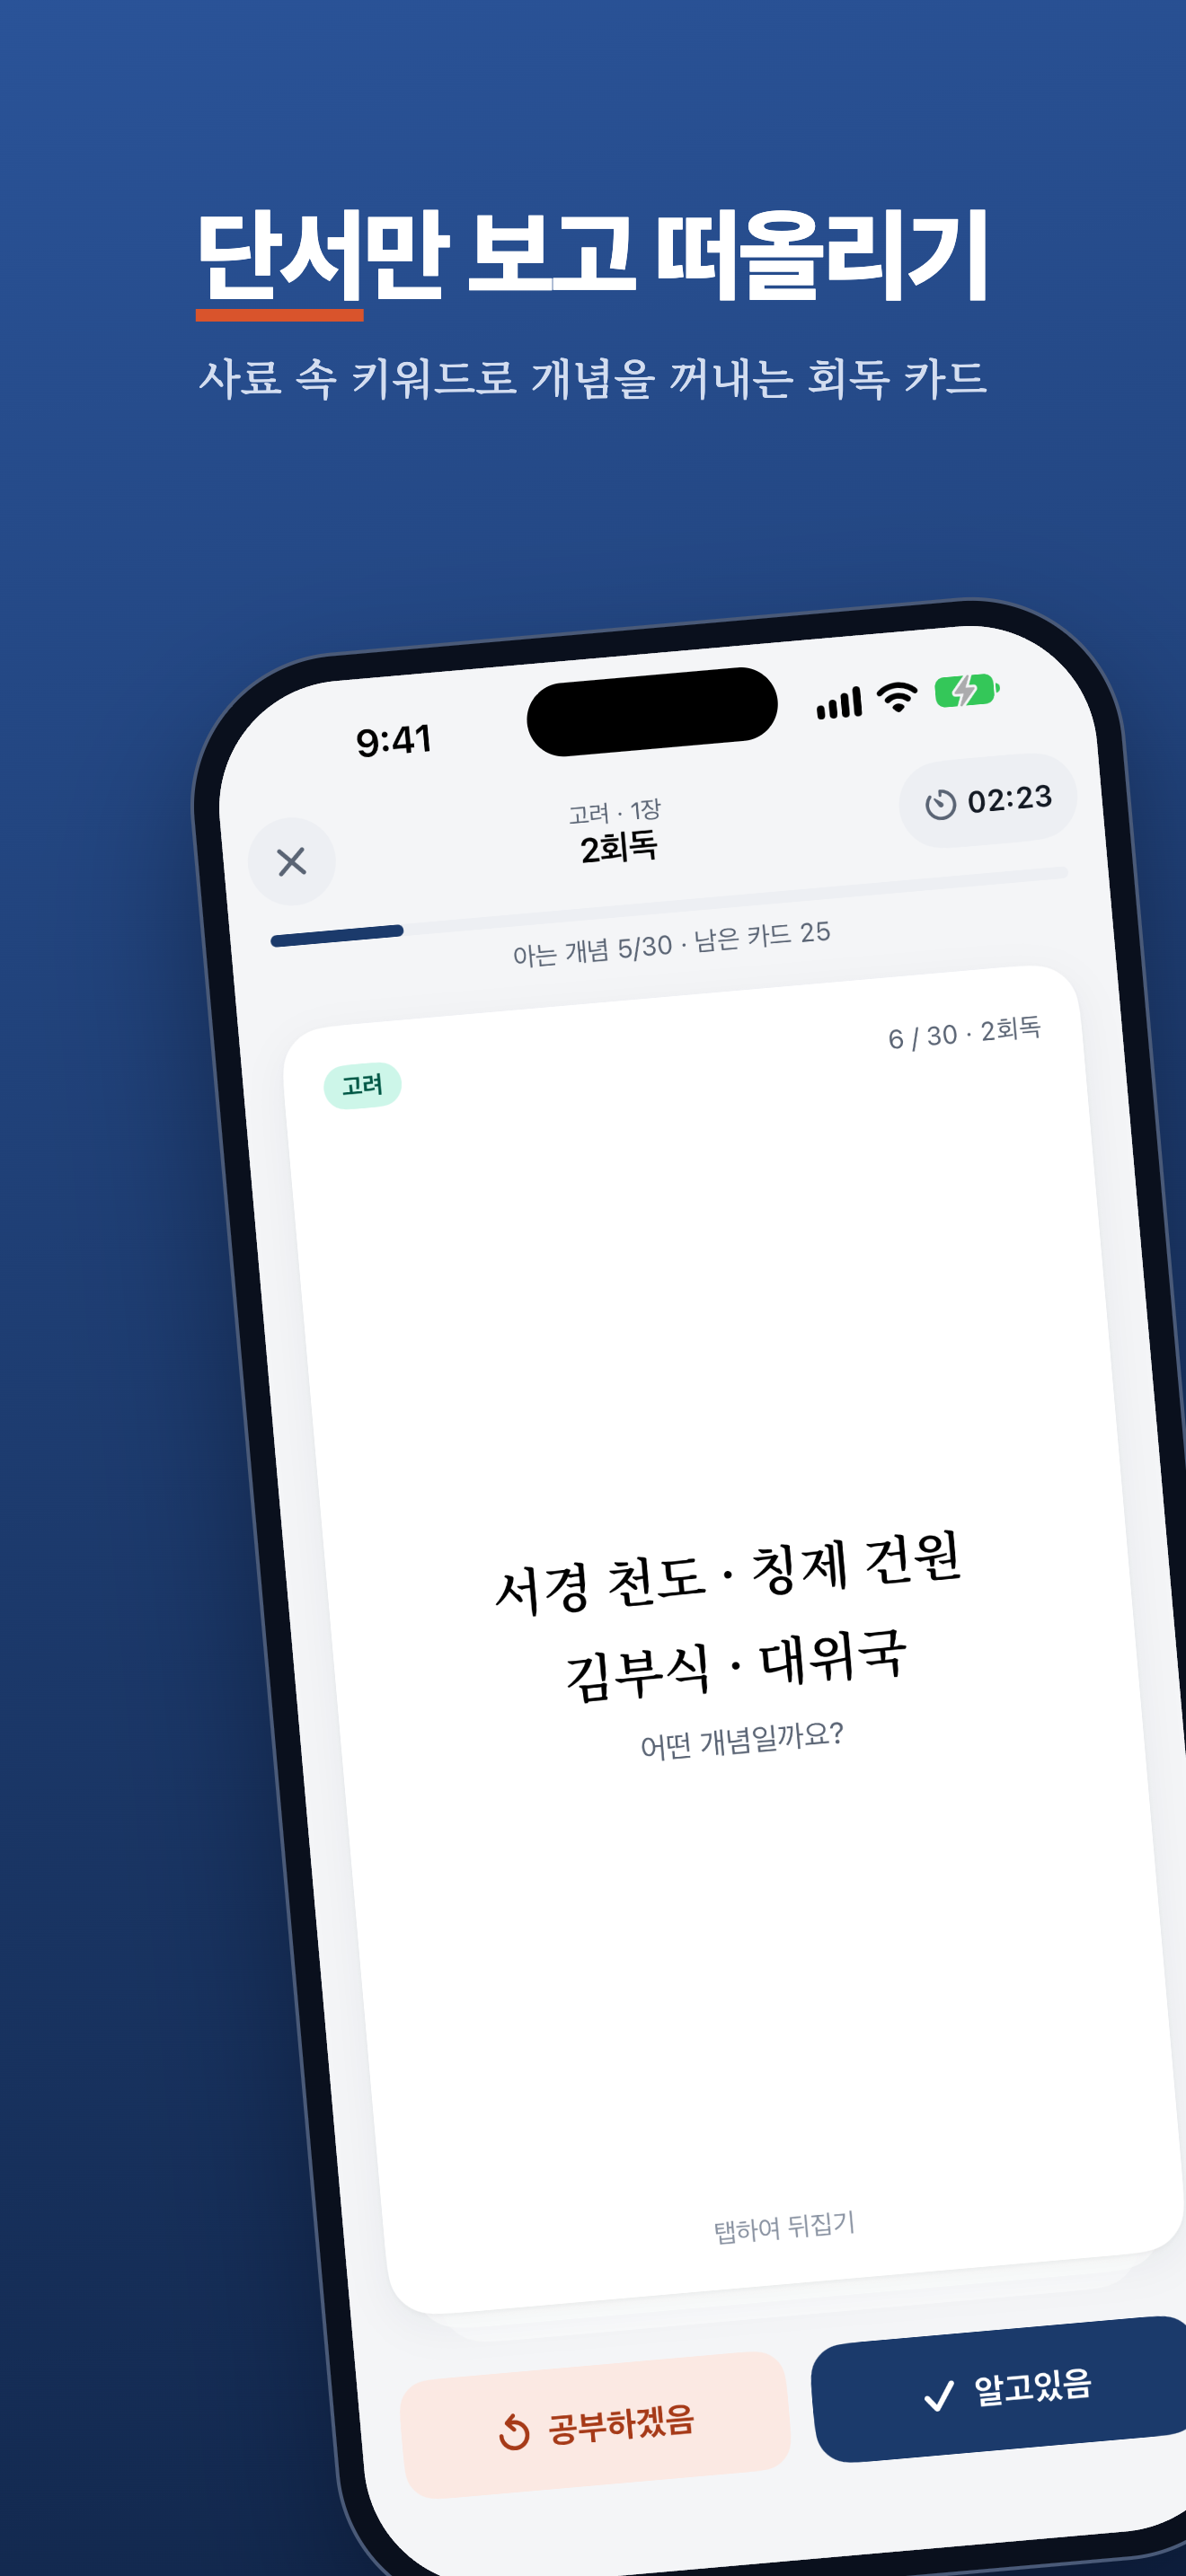 단서만 보고 떠올리기
사료 속 키워드로 개념을 꺼내는 회독 카드
9:41
고려 · 1장
2회독
02:23
아는 개념 5/30 · 남은 카드 25
고려
6 / 30 · 2회독
서경 천도 · 칭제 건원
김부식 · 대위국
어떤 개념일까요?
탭하여 뒤집기
공부하겠음
알고있음